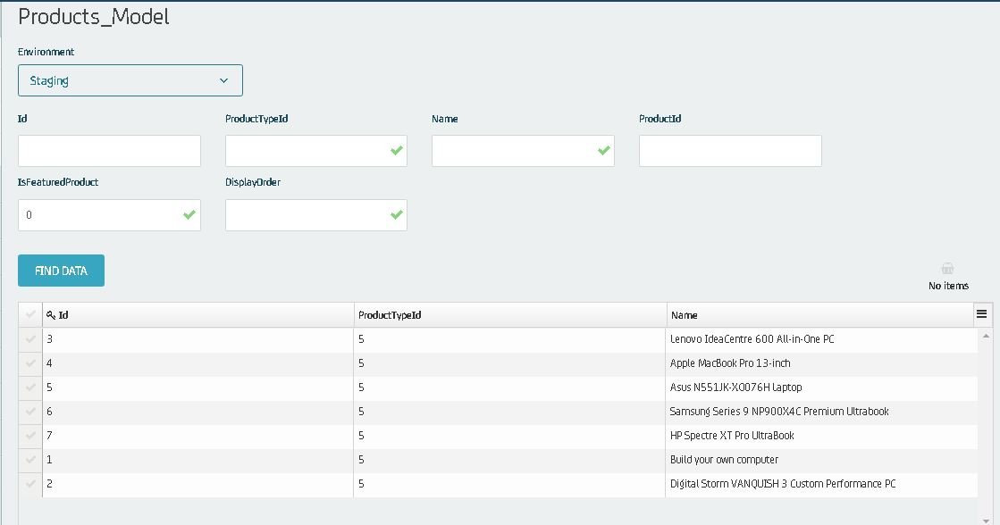 Products_Model
Environment
Staging
Id ProductTypeId Name ProductId
IsFeaturedProduct DisplayOrder
0
FIND DATA
No items
Id ProductTypeId Name
3 5 Lenovo IdeaCentre 600 All-in-One PC
4 5 Apple MacBook Pro 13-inch
5 5 Asus N551JK-XO076H Laptop
6 5 Samsung Series 9 NP900X4C Premium Ultrabook
7 5 HP Spectre XT Pro UltraBook
1 5 Build your own computer
2 5 Digital Storm VANQUISH 3 Custom Performance PC